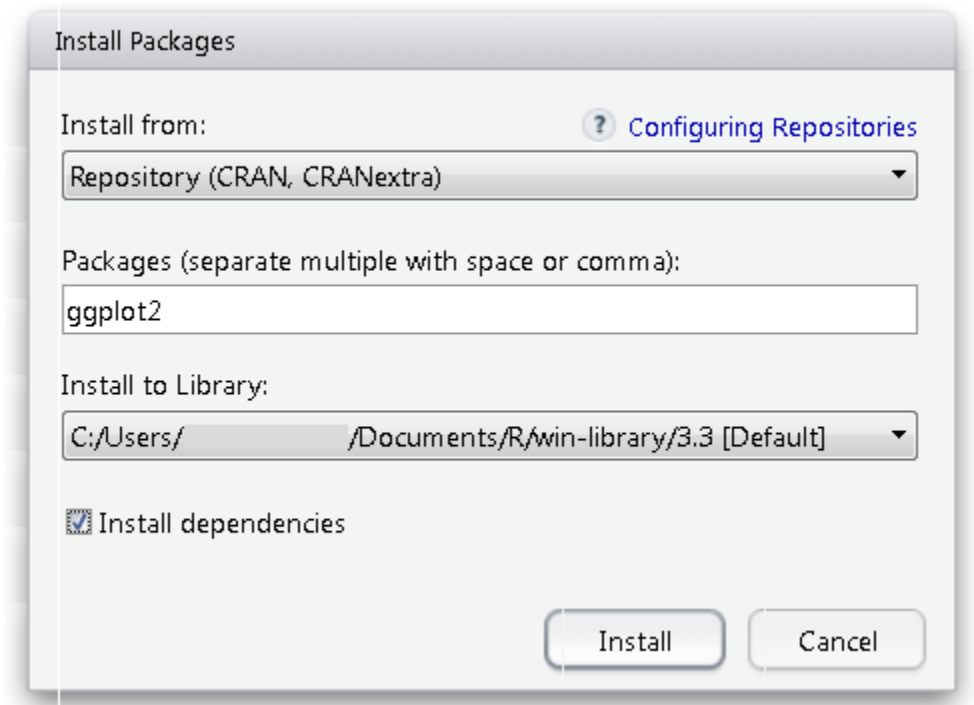 Install Packages
Install from:
? Configuring Repositories
Repository (CRAN, CRANextra)
Packages (separate multiple with space or comma):
ggplot2
Install to Library:
C:/Users/ /Documents/R/win-library/3.3 [Default]
Install dependencies
Install
Cancel